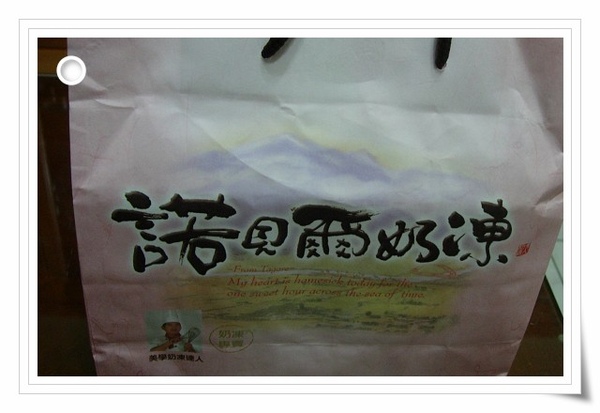 諾貝爾奶凍
~From Tagore
My heart is homesick today for the
one sweet hour across the sea of time.
美學奶凍達人